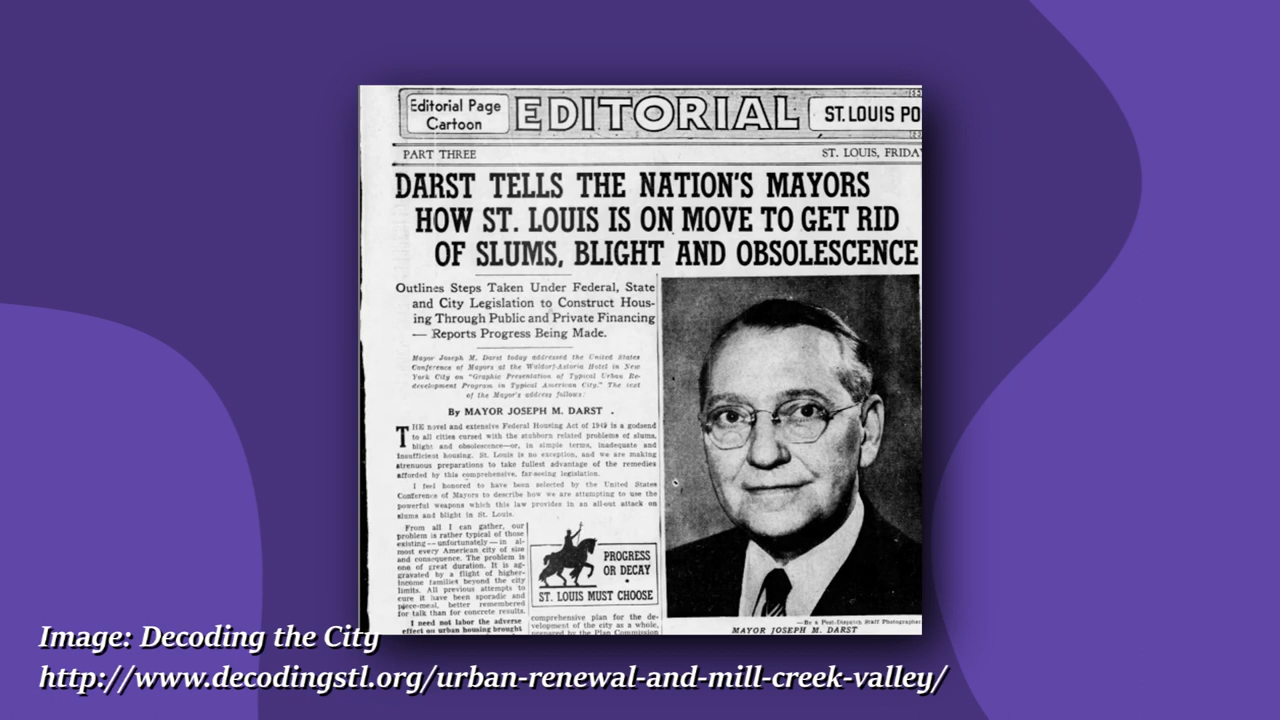 Editorial Page
Cartoon
EDITORIAL
ST. LOUIS PO
PART THREE
ST. LOUIS, FRIDA
DARST TELLS THE NATION'S MAYORS
HOW ST. LOUIS IS ON MOVE TO GET RID
OF SLUMS, BLIGHT AND OBSOLESCENCE
Outlines Steps Taken Under Federal, State
and City Legislation to Construct Hous-
ing Through Public and Private Financing
— Reports Progress Being Made.
Mayor Joseph M. Darst today addressed the United States
Conference of Mayors at the Waldorf-Astoria Hotel in New
York City on "Graphic Presentation of Typical Urban Re-
development Program in Typical American City." The text
of the Mayor's address follows:
By MAYOR JOSEPH M. DARST
THE novel and extensive Federal Housing Act of 1949 is a godsend
to all cities cursed with the stubborn related problems of slums,
blight and obsolescence—or, in simple terms, inadequate and
insufficient housing. St. Louis is no exception, and we are making
strenuous preparations to take fullest advantage of the remedies
afforded by this comprehensive, far-seeing legislation.
I feel honored to have been selected by the United States
Conference of Mayors to describe how we are attempting to use the
powerful weapons which this law provides in an all-out attack on
slums and blight in St. Louis.
From all I can gather, our
problem is rather typical of those
existing — unfortunately — in al-
most every American city of size
and consequence. The problem is
one of great duration. It is ag-
gravated by a flight of higher-
income families beyond the city
limits. All previous attempts to
cure it have been sporadic and
piece-meal, better remembered
for talk than for concrete results.
I need not labor the adverse
effect on urban housing brought
PROGRESS
OR DECAY
ST. LOUIS MUST CHOOSE
comprehensive plan for the de-
velopment of the city as a whole,
prepared by the Plan Commission
—By a Post-Dispatch Staff Photographer
MAYOR JOSEPH M. DARST
Image: Decoding the City
http://www.decodingstl.org/urban-renewal-and-mill-creek-valley/